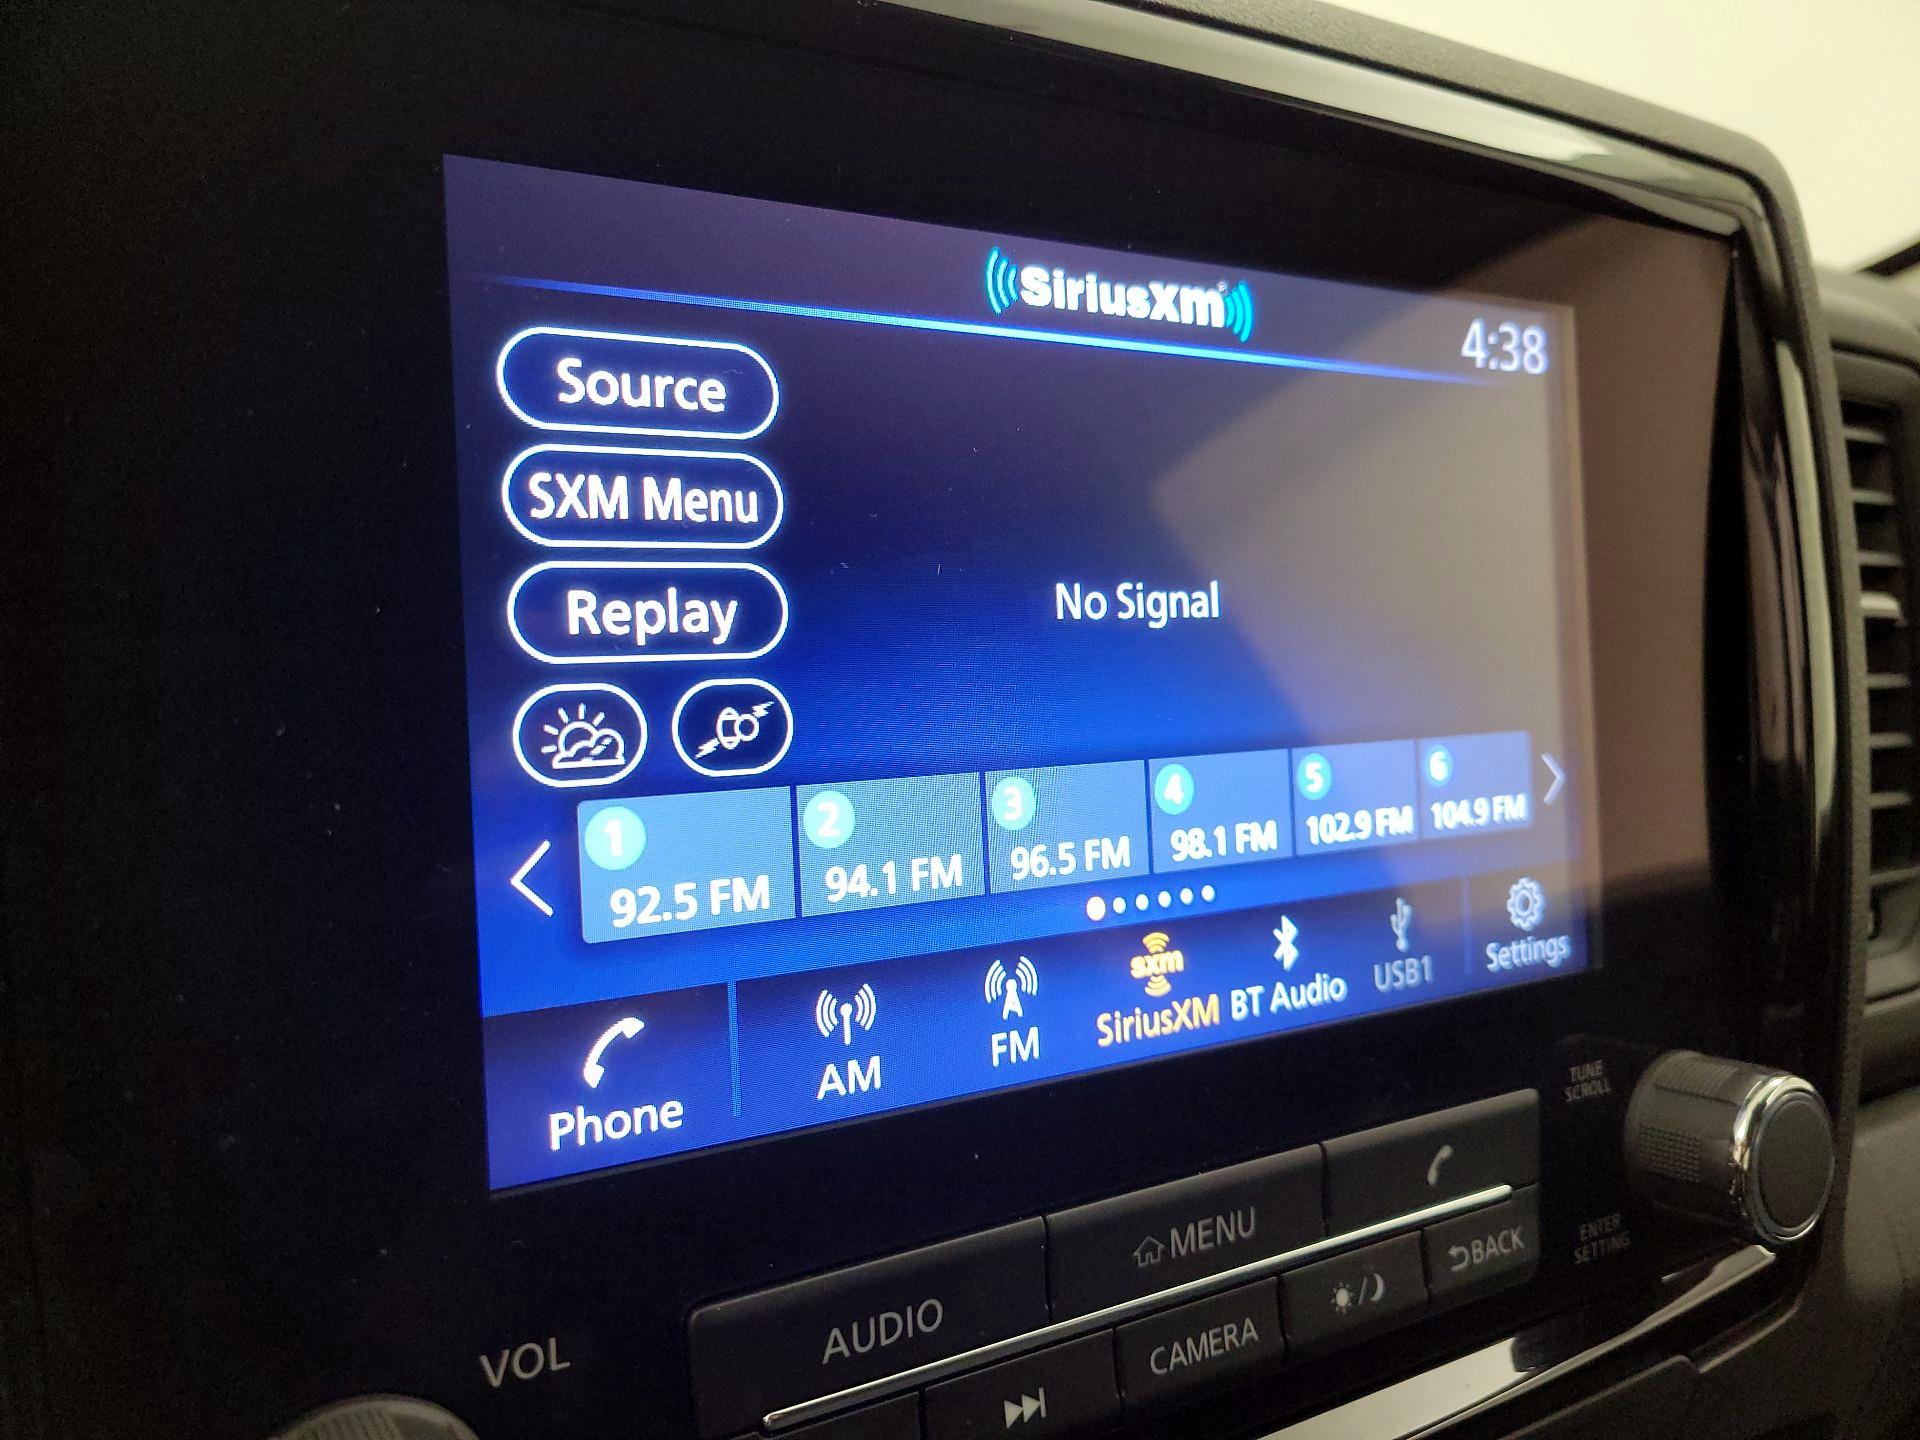 SiriusXM
4:38
Source
SXM Menu
Replay
No Signal
1 2 3 4 5 6
92.5 FM 94.1 FM 96.5 FM 98.1 FM 102.9 FM 104.9 FM
sxm
Phone AM FM SiriusXM BT Audio USB1 Settings
TUNE
SCROLL
VOL AUDIO MENU
CAMERA BACK
ENTER
SETTING